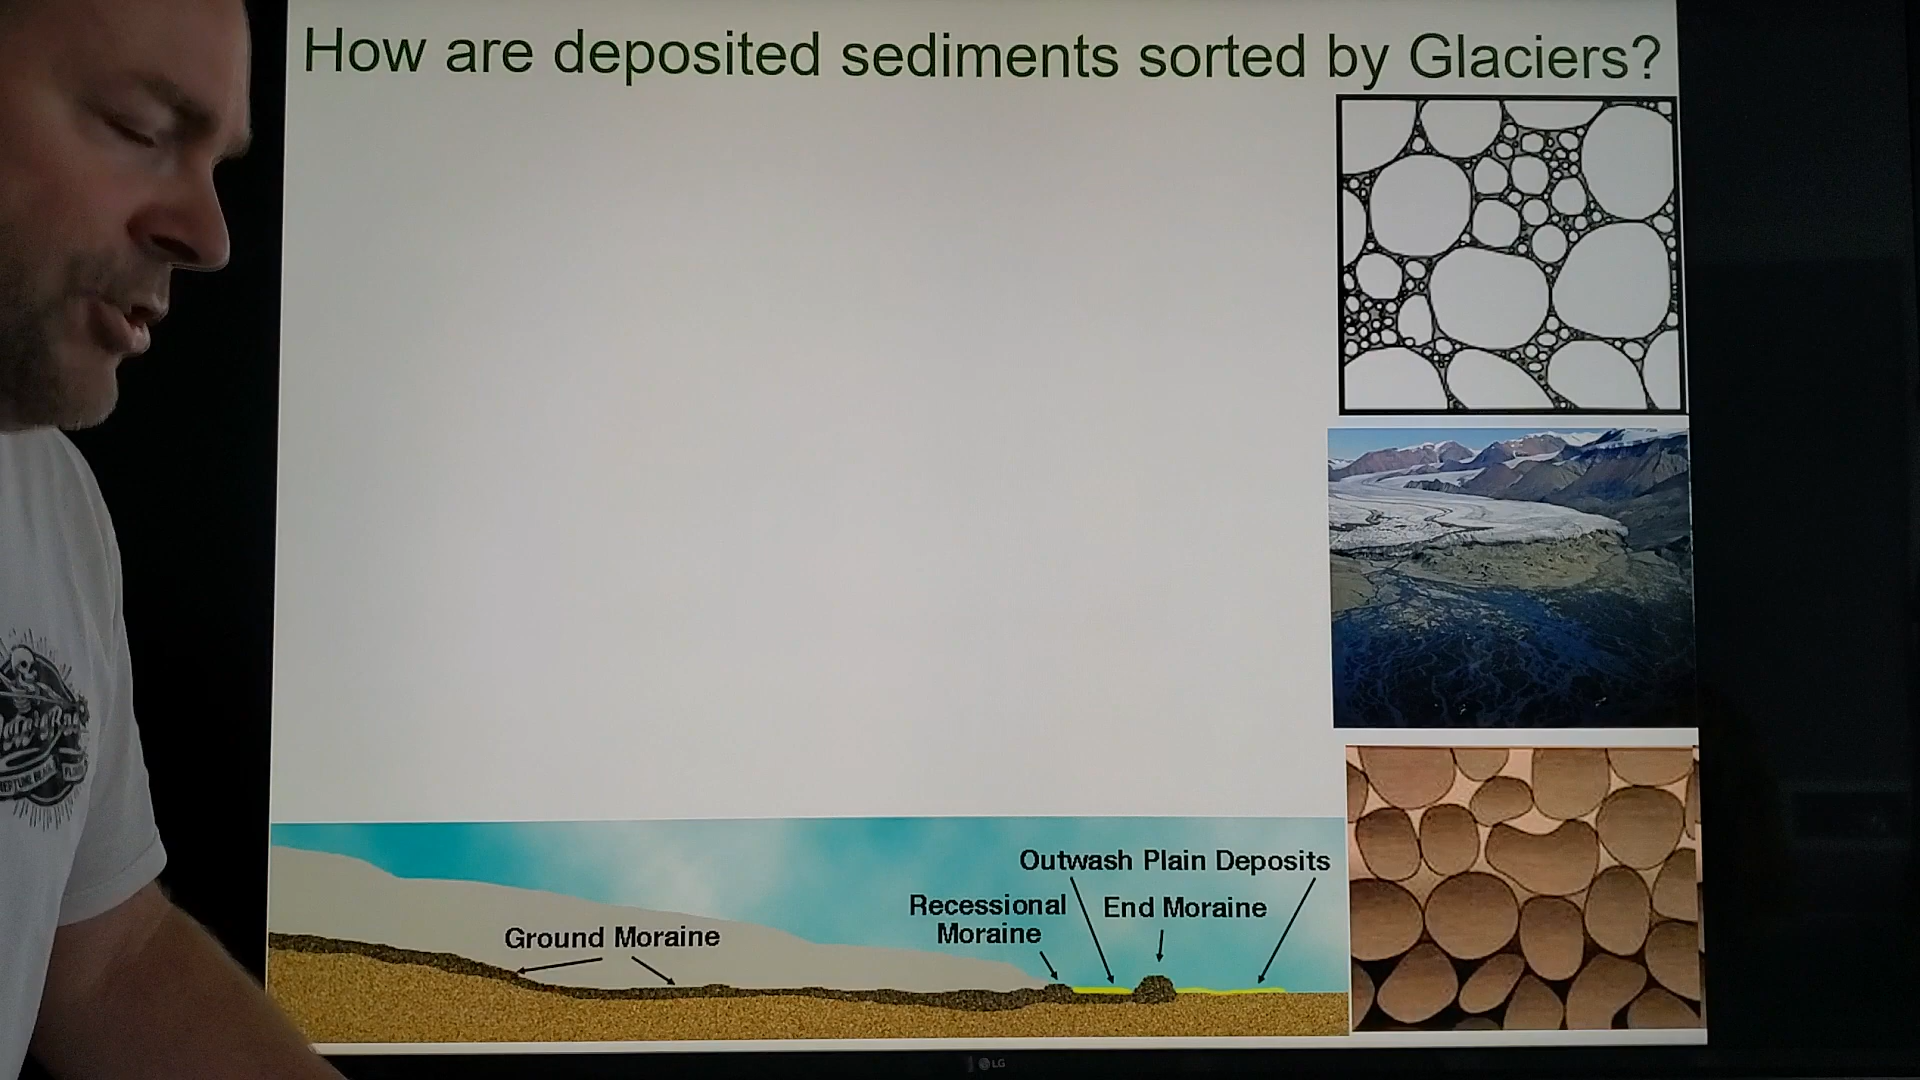 How are deposited sediments sorted by Glaciers?
Outwash Plain Deposits
Recessional
Moraine
End Moraine
Ground Moraine
LG